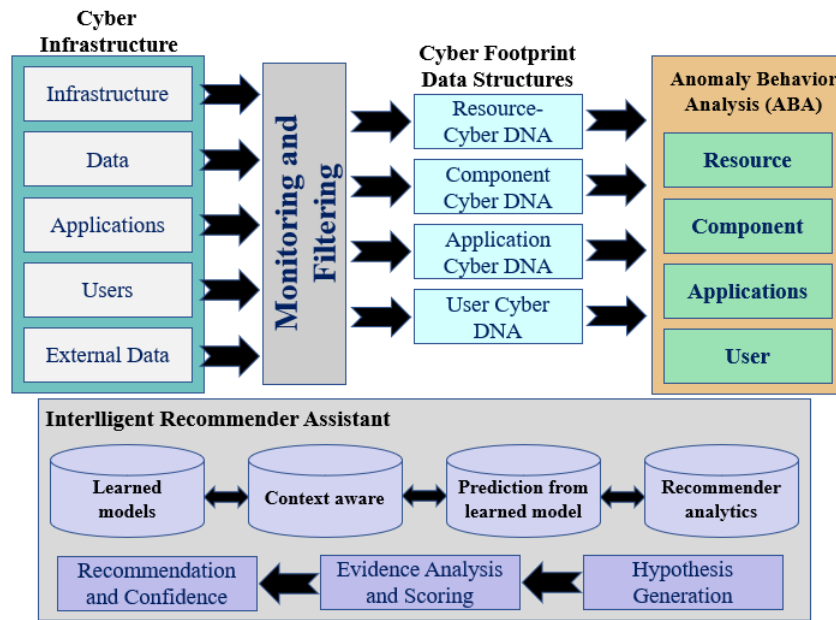 Cyber
Infrastructure
Infrastructure
Data
Applications
Users
External Data
Monitoring and
Filtering
Cyber Footprint
Data Structures
Resource-
Cyber DNA
Component
Cyber DNA
Application
Cyber DNA
User Cyber
DNA
Anomaly Behavior
Analysis (ABA)
Resource
Component
Applications
User
Interlligent Recommender Assistant
Learned
models
Context aware
Prediction from
learned model
Recommender
analytics
Recommendation
and Confidence
Evidence Analysis
and Scoring
Hypothesis
Generation